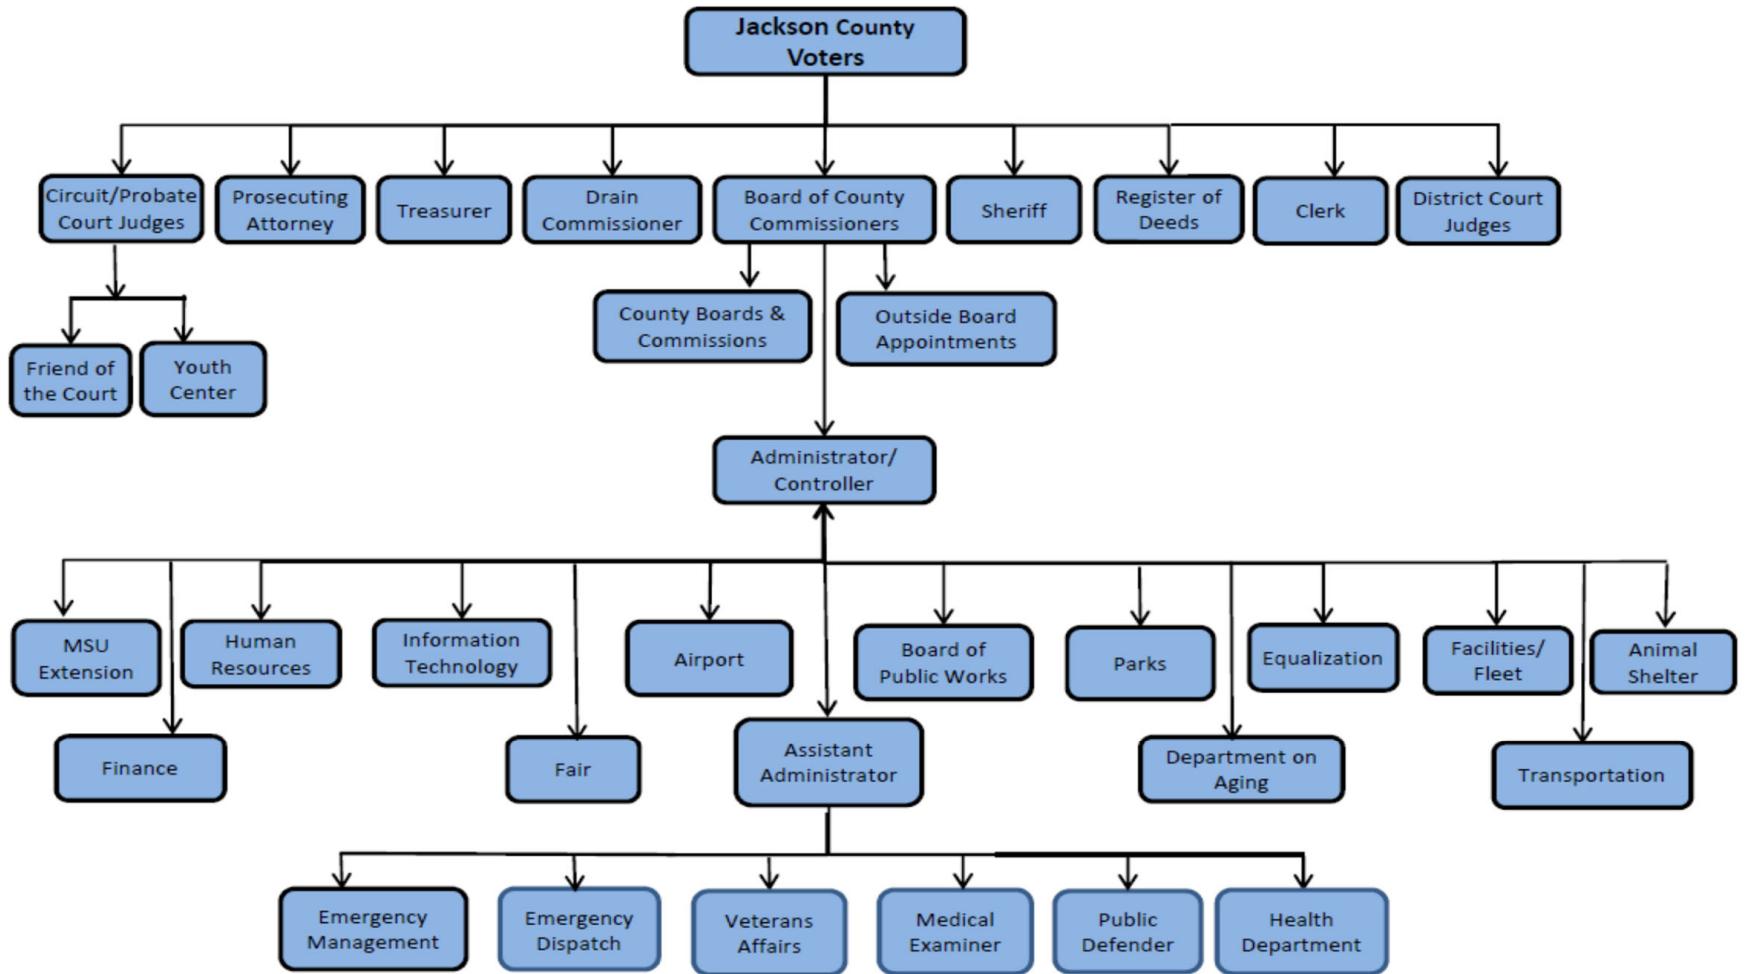 Jackson County
Voters
Circuit/Probate
Court Judges
Prosecuting
Attorney
Treasurer
Drain
Commissioner
Board of County
Commissioners
Sheriff
Register of
Deeds
Clerk
District Court
Judges
Friend of
the Court
Youth
Center
County Boards &
Commissions
Outside Board
Appointments
Administrator/
Controller
MSU
Extension
Human
Resources
Information
Technology
Airport
Board of
Public Works
Parks
Equalization
Facilities/
Fleet
Animal
Shelter
Finance
Fair
Assistant
Administrator
Department on
Aging
Transportation
Emergency
Management
Emergency
Dispatch
Veterans
Affairs
Medical
Examiner
Public
Defender
Health
Department